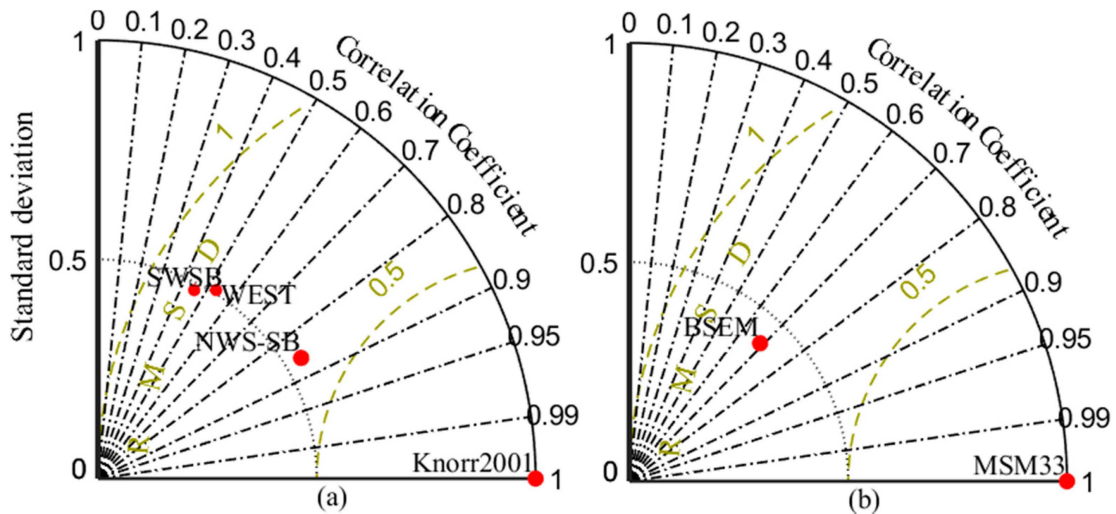 0 0.1 0.2 0.3 0.4 0.5 0.6 0.7 0.8 0.9 0.95 0.99 1
Correlation Coefficient
Standard deviation
1
0.5
0
1
0.5
R M S D
SWSB
WEST
NWS-SB
Knorr2001
(a)
0 0.1 0.2 0.3 0.4 0.5 0.6 0.7 0.8 0.9 0.95 0.99 1
Correlation Coefficient
1
0.5
0
1
0.5
R M S D
BSEM
MSM33
(b)